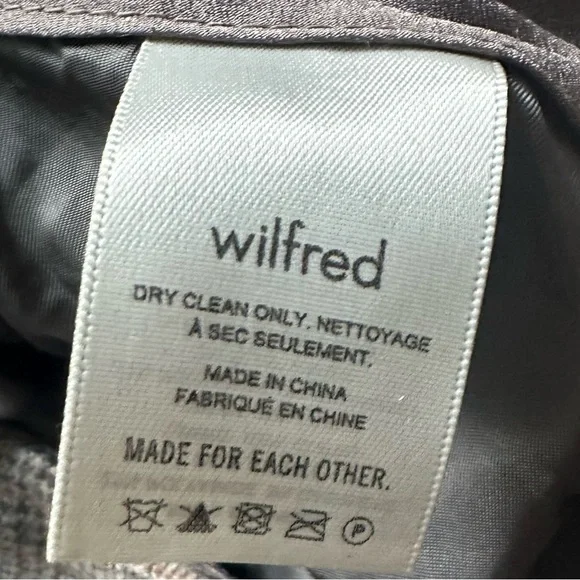 wilfred
DRY CLEAN ONLY. NETTOYAGE
À SEC SEULEMENT.
MADE IN CHINA
FABRIQUÉ EN CHINE
MADE FOR EACH OTHER.
P